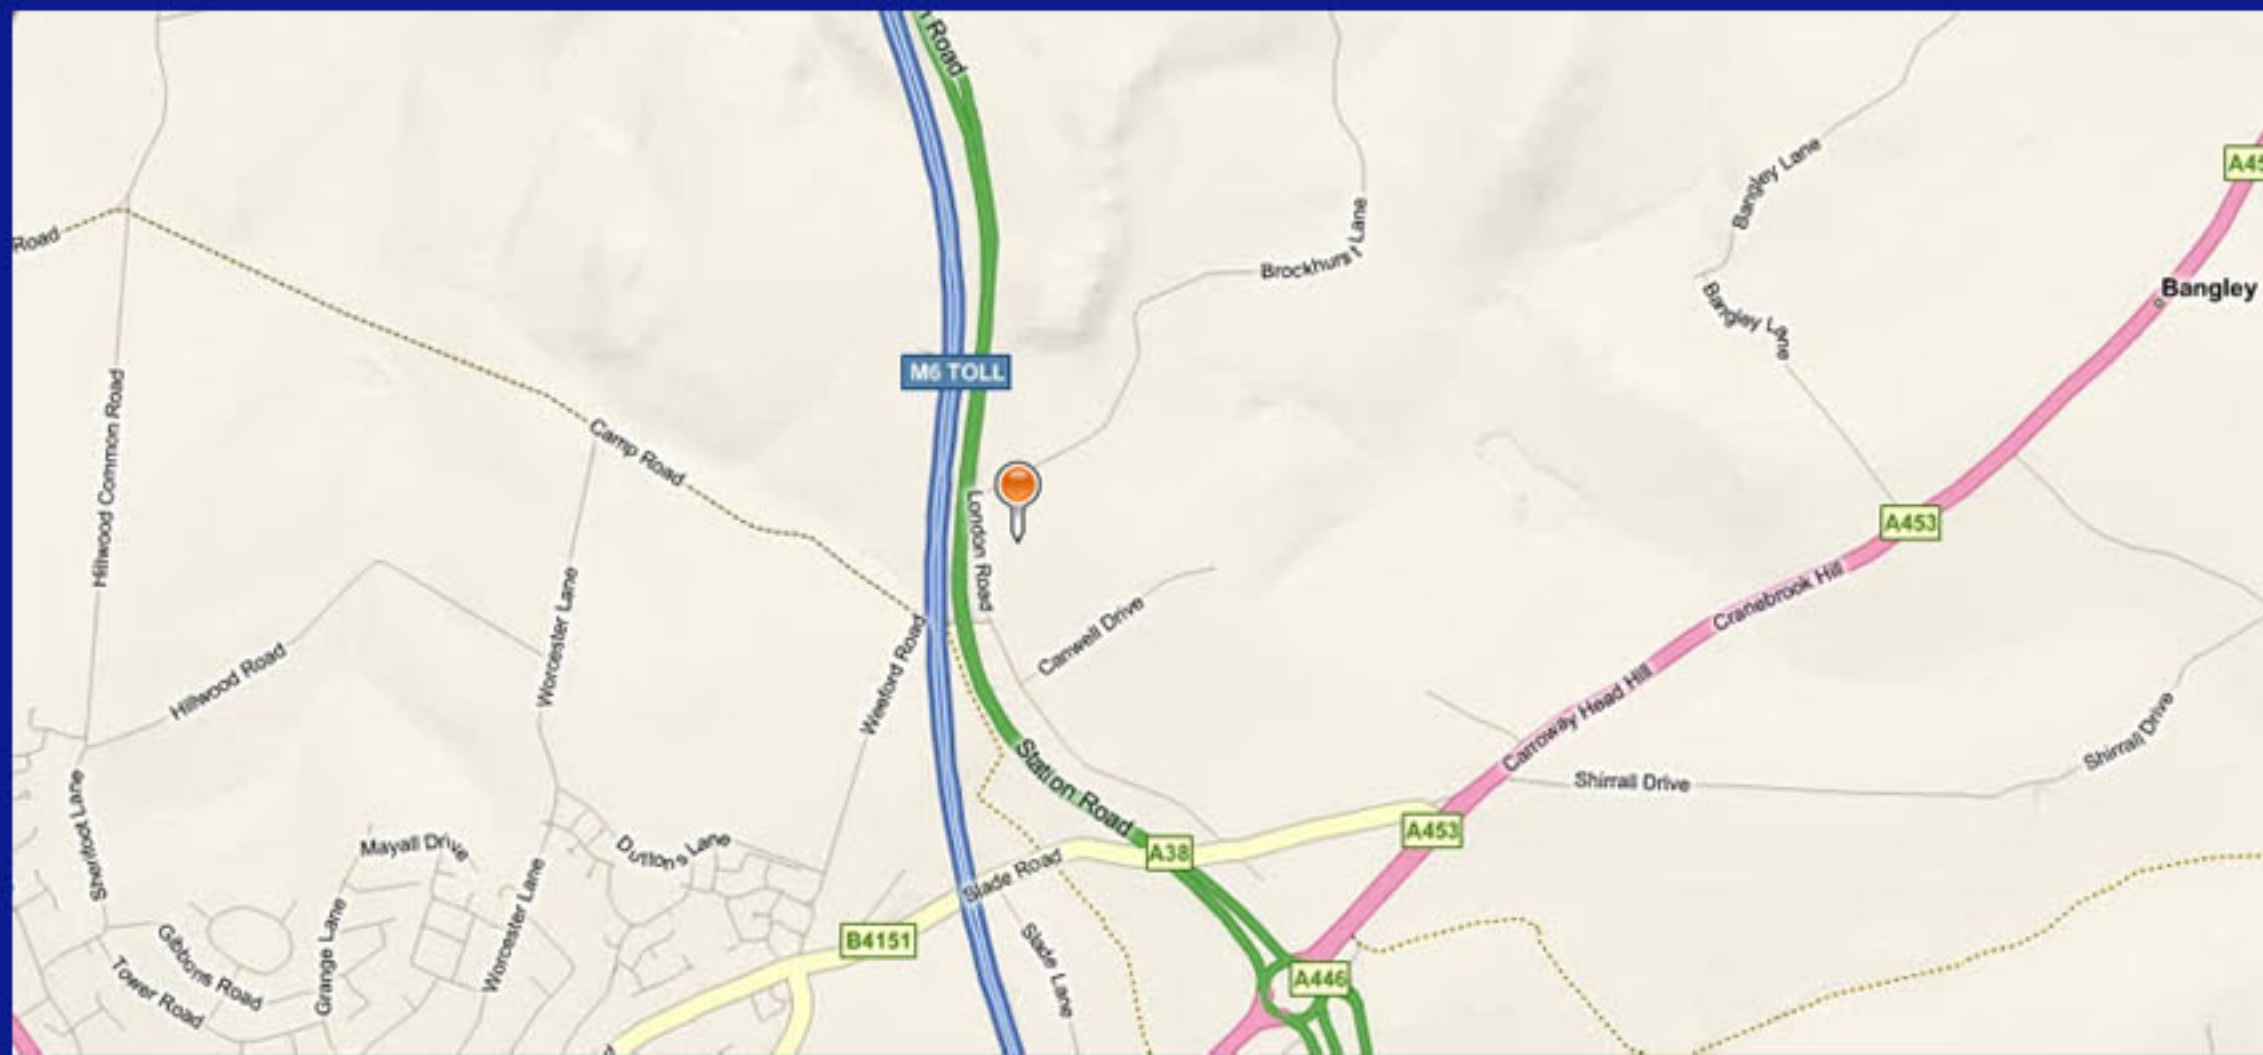 Road
Bangley Lane
A45
Road
Brockhurst Lane
Bangley
Bangley Lane
M6 TOLL
Hillwood Common Road
Camp Road
London Road
A453
Cranebrook Hill
Worcester Lane
Canwell Drive
Weeford Road
Hillwood Road
Carroway Head Hill
Shirrall Drive
Shirrall Drive
Station Road
Sherifoot Lane
A453
Mayall Drive
Duttons Lane
A38
Slade Road
Worcester Lane
B4151
Grange Lane
Gibbons Road
Slade Lane
A446
Tower Road